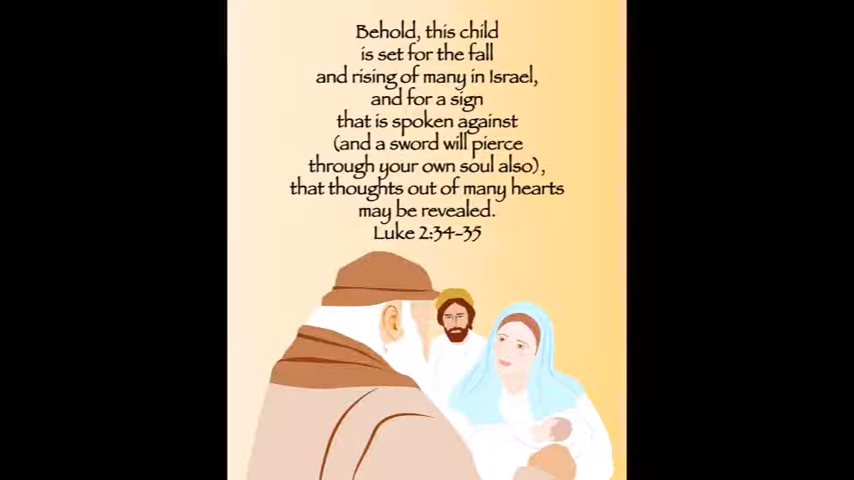 Behold, this child
is set for the fall
and rising of many in Israel,
and for a sign
that is spoken against
(and a sword will pierce
through your own soul also),
that thoughts out of many hearts
may be revealed.
Luke 2:34-35